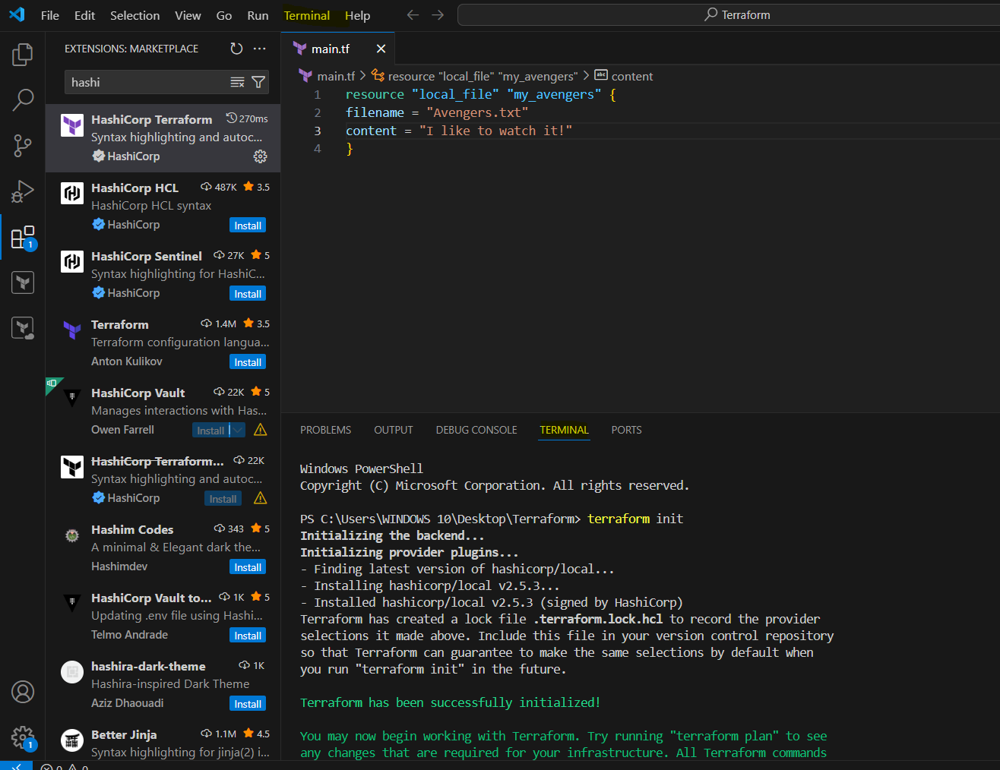 File Edit Selection View Go Run Terminal Help
Terraform
EXTENSIONS: MARKETPLACE
hashi
HashiCorp Terraform 270ms
Syntax highlighting and autoc...
HashiCorp
HashiCorp HCL 487K 3.5
HashiCorp HCL syntax
HashiCorp Install
HashiCorp Sentinel 27K 5
Syntax highlighting for HashiC...
HashiCorp Install
Terraform 1.4M 3.5
Terraform configuration langua...
Anton Kulikov Install
HashiCorp Vault 22K 5
Manages interactions with Has...
Owen Farrell Install
HashiCorp Terraform... 22K
Syntax highlighting and autoc...
HashiCorp Install
Hashim Codes 343 5
A minimal & Elegant dark the...
Hashimdev Install
HashiCorp Vault to... 1K 5
Updating .env file using Hashi...
Telmo Andrade Install
hashira-dark-theme 1K
Hashira-inspired Dark Theme
Aziz Dhaouadi Install
Better Jinja 1.1M 4.5
Syntax highlighting for jinja(2) i...
1
1
main.tf
main.tf > resource "local_file" "my_avengers" > abc content
1 resource "local_file" "my_avengers" {
2 filename = "Avengers.txt"
3 content = "I like to watch it!"
4 }
PROBLEMS OUTPUT DEBUG CONSOLE TERMINAL PORTS
Windows PowerShell
Copyright (C) Microsoft Corporation. All rights reserved.
PS C:\Users\WINDOWS 10\Desktop\Terraform> terraform init
Initializing the backend...
Initializing provider plugins...
- Finding latest version of hashicorp/local...
- Installing hashicorp/local v2.5.3...
- Installed hashicorp/local v2.5.3 (signed by HashiCorp)
Terraform has created a lock file .terraform.lock.hcl to record the provider
selections it made above. Include this file in your version control repository
so that Terraform can guarantee to make the same selections by default when
you run "terraform init" in the future.
Terraform has been successfully initialized!
You may now begin working with Terraform. Try running "terraform plan" to see
any changes that are required for your infrastructure. All Terraform commands
0 0